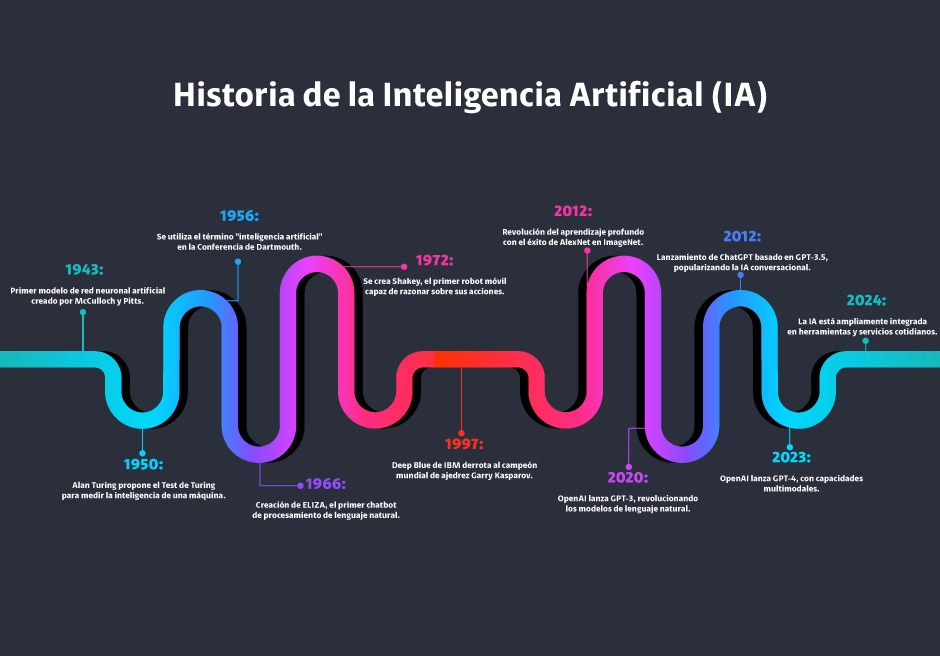 Historia de la Inteligencia Artificial (IA)
1943:
Primer modelo de red neuronal artificial
creado por McCulloch y Pitts.
1950:
Alan Turing propone el Test de Turing
para medir la inteligencia de una máquina.
1956:
Se utiliza el término "inteligencia artificial"
en la Conferencia de Dartmouth.
1966:
Creación de ELIZA, el primer chatbot
de procesamiento de lenguaje natural.
1972:
Se crea Shakey, el primer robot móvil
capaz de razonar sobre sus acciones.
1997:
Deep Blue de IBM derrota al campeón
mundial de ajedrez Garry Kasparov.
2012:
Revolución del aprendizaje profundo
con el éxito de AlexNet en ImageNet.
2020:
OpenAI lanza GPT-3, revolucionando
los modelos de lenguaje natural.
2012:
Lanzamiento de ChatGPT basado en GPT-3.5,
popularizando la IA conversacional.
2023:
OpenAI lanza GPT-4, con capacidades
multimodales.
2024:
La IA está ampliamente integrada
en herramientas y servicios cotidianos.